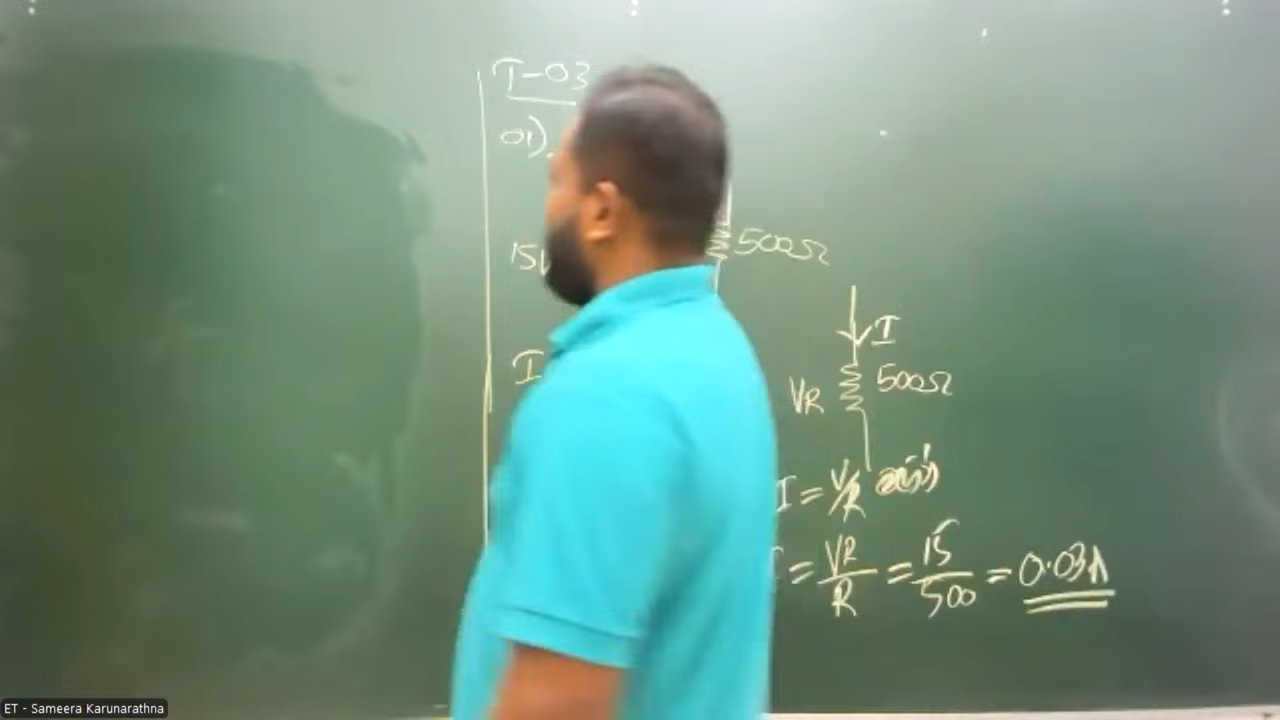 T-03
01).
15V
500Ω
I
I
VR
500Ω
I = V/R
= VR/R = 15/500 = 0.03A
ET - Sameera Karunarathna